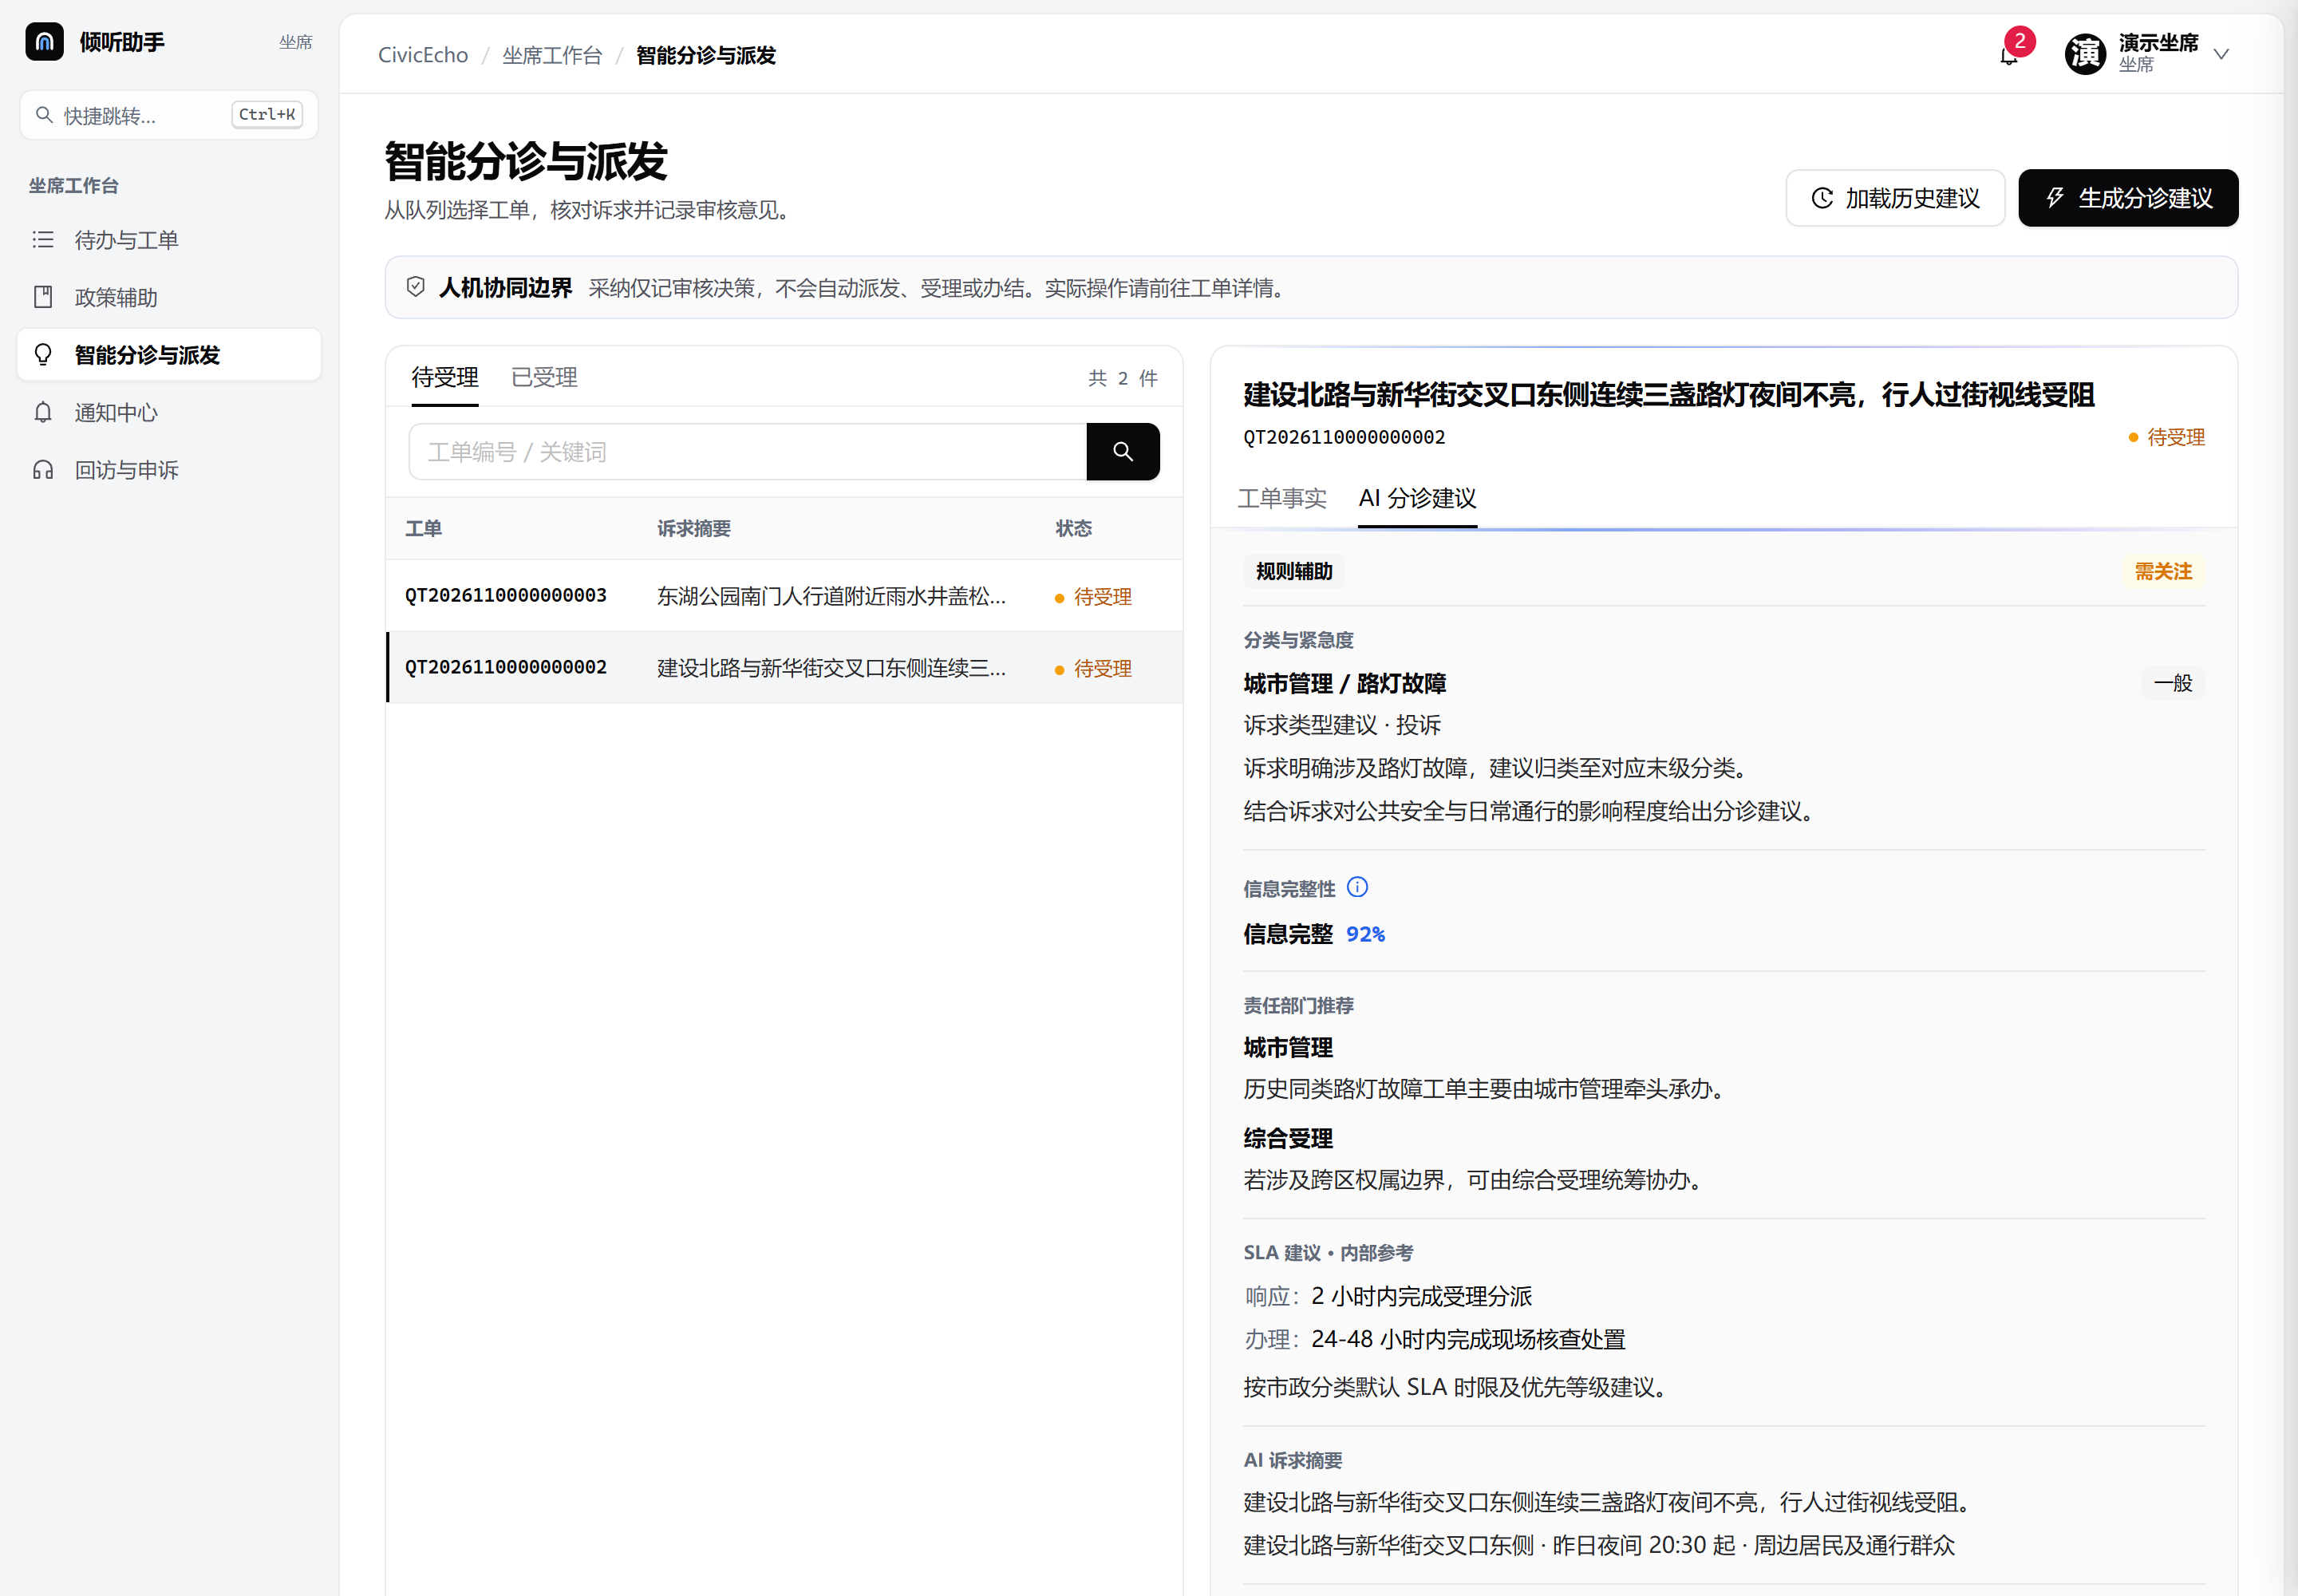 倾听助手
坐席
快捷跳转...
Ctrl+K
坐席工作台
待办与工单
政策辅助
智能分诊与派发
通知中心
回访与申诉
CivicEcho / 坐席工作台 / 智能分诊与派发
2
演
演示坐席
坐席
智能分诊与派发
从队列选择工单，核对诉求并记录审核意见。
加载历史建议
生成分诊建议
人机协同边界 采纳仅记审核决策，不会自动派发、受理或办结。实际操作请前往工单详情。
待受理 已受理 共 2 件
工单编号 / 关键词
工单 诉求摘要 状态
QT2026110000000003 东湖公园南门人行道附近雨水井盖松... 待受理
QT2026110000000002 建设北路与新华街交叉口东侧连续三... 待受理
建设北路与新华街交叉口东侧连续三盏路灯夜间不亮，行人过街视线受阻
QT2026110000000002 待受理
工单事实 AI 分诊建议
规则辅助 需关注
分类与紧急度
城市管理 / 路灯故障 一般
诉求类型建议 · 投诉
诉求明确涉及路灯故障，建议归类至对应末级分类。
结合诉求对公共安全与日常通行的影响程度给出分诊建议。
信息完整性
信息完整 92%
责任部门推荐
城市管理
历史同类路灯故障工单主要由城市管理牵头承办。
综合受理
若涉及跨区权属边界，可由综合受理统筹协办。
SLA 建议 • 内部参考
响应：2 小时内完成受理分派
办理：24-48 小时内完成现场核查处置
按市政分类默认 SLA 时限及优先等级建议。
AI 诉求摘要
建设北路与新华街交叉口东侧连续三盏路灯夜间不亮，行人过街视线受阻。
建设北路与新华街交叉口东侧 · 昨日夜间 20:30 起 · 周边居民及通行群众